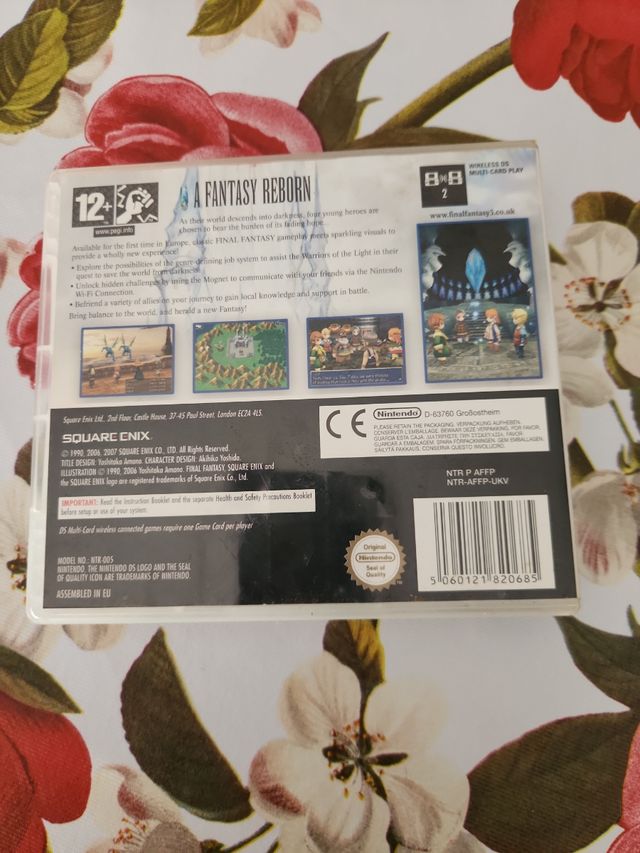 12+
www.pegi.info
A FANTASY REBORN
As their world descends into darkness, four young heroes are
chosen to bear the burden of its fading hope...
Available for the first time in Europe, classic FINAL FANTASY gameplay meets sparkling visuals to
provide a wholly new experience!
• Explore the possibilities of the genre-defining job system to assist the Warriors of the Light in their
quest to save the world from darkness.
• Unlock hidden challenges by using the Mognet to communicate with your friends via the Nintendo
Wi-Fi Connection.
• Befriend a variety of allies on your journey to gain local knowledge and support in battle.
Bring balance to the world, and herald a new Fantasy!
8 8
2
WIRELESS DS
MULTI-CARD PLAY
www.finalfantasy3.co.uk
Square Enix Ltd., 2nd Floor, Castle House, 37-45 Paul Street, London EC2A 4LS.
SQUARE ENIX
© 1990, 2006, 2007 SQUARE ENIX CO., LTD. All Rights Reserved.
TITLE DESIGN: Yoshitaka Amano CHARACTER DESIGN: Akihiko Yoshida.
ILLUSTRATION © 1990, 2006 Yoshitaka Amano. FINAL FANTASY, SQUARE ENIX and
the SQUARE ENIX logo are registered trademarks of Square Enix Co., Ltd.
IMPORTANT: Read the Instruction Booklet and the separate Health and Safety Precautions Booklet
before setup or use of your system.
DS Multi-Card wireless connected games require one Game Card per player
MODEL NO.: NTR-005
NINTENDO, THE NINTENDO DS LOGO AND THE SEAL
OF QUALITY ICON ARE TRADEMARKS OF NINTENDO.
ASSEMBLED IN EU
CE
Nintendo D-63760 Großostheim
PLEASE RETAIN THE PACKAGING. VERPACKUNG AUFHEBEN.
CONSERVER L'EMBALLAGE. BEWAAR DEZE VERPAKKING.
GUARDA ESTA CAJA, POR FAVOR.
SPARA FÖRPACKNINGEN. GEM EMBALLAGEN.
SÄILYTÄ PAKKAUS.
NTR P AFFP
NTR-AFFP-UKV
Original
Nintendo
Seal of
Quality
5 060121 820685